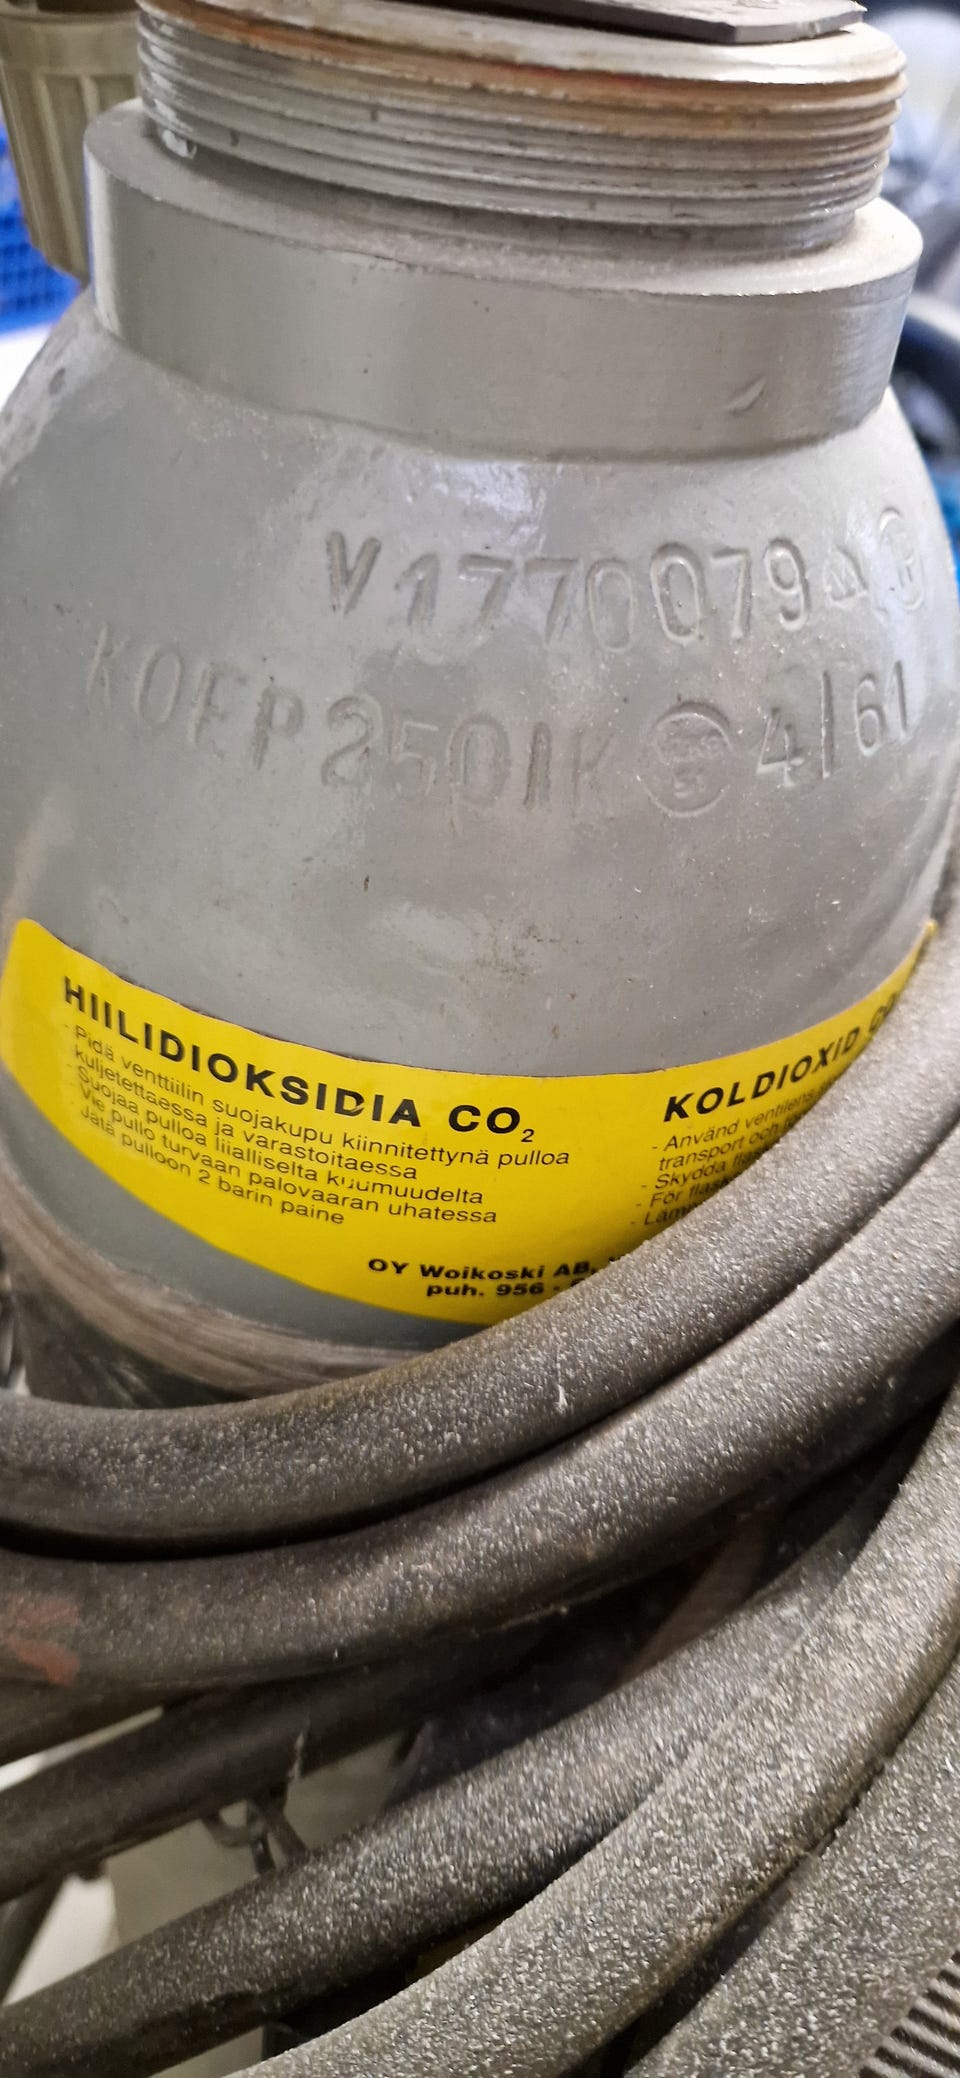 V1770079
KOEP 250IK 4/61
HIILIDIOKSIDIA CO₂
- Pidä venttiilin suojakupu kiinnitettynä pulloa
kuljetettaessa ja varastoitaessa
- Suojaa pulloa liialliselta kuumuudelta
- Vie pullo turvaan palovaaran uhatessa
- Jätä pulloon 2 barin paine
OY Woikoski AB,
puh. 956 -
KOLDIOXID
- Använd ventilens
transport och
- Skydda
- För